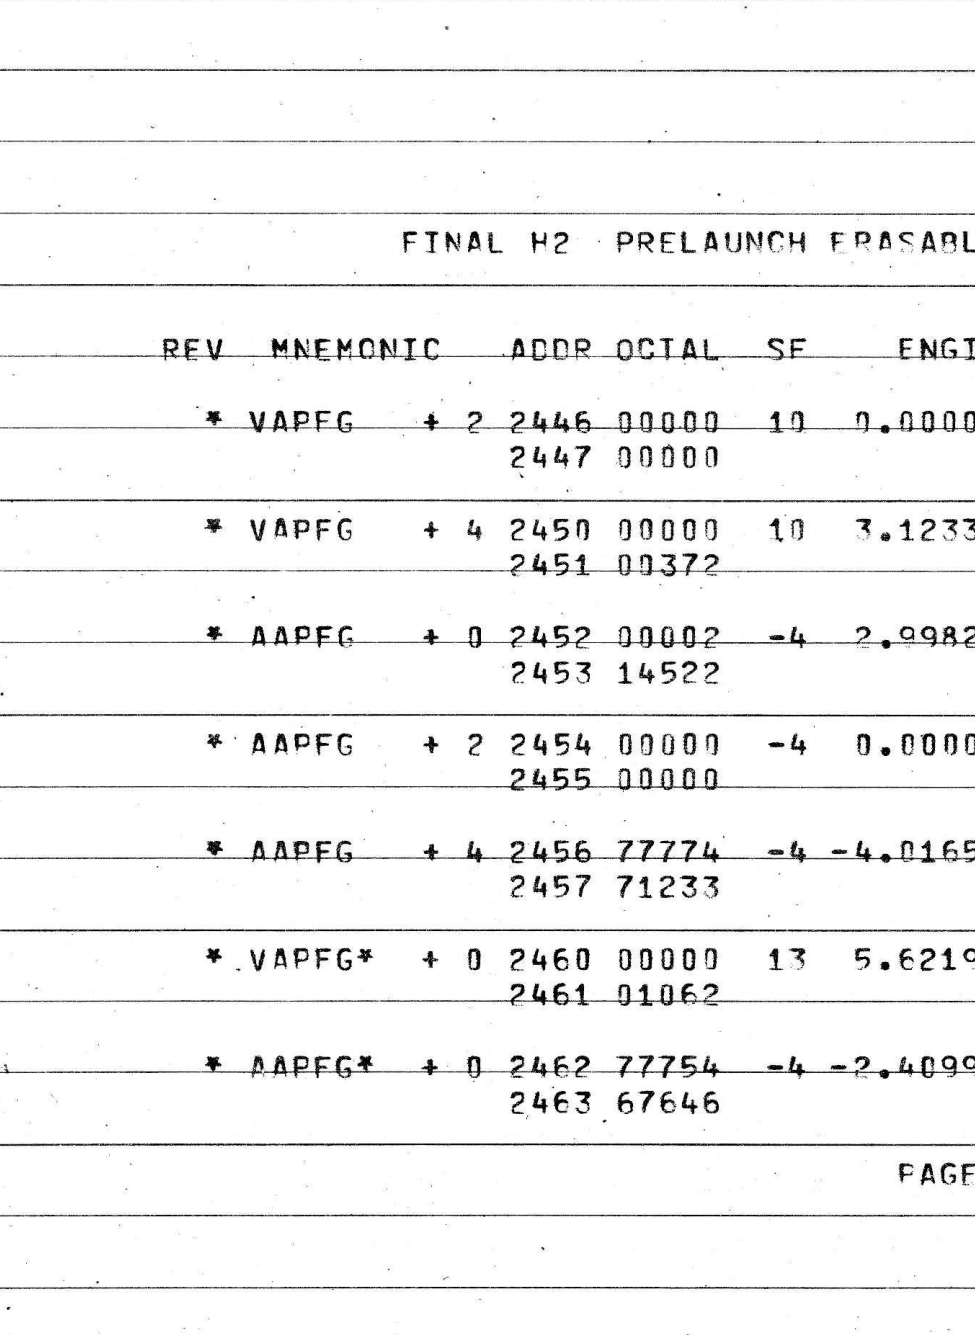 FINAL H2 PRELAUNCH ERASABL
REV MNEMONIC ADDR OCTAL SF ENGI
* VAPFG + 2 2446 00000 10 0.0000
2447 00000
* VAPFG + 4 2450 00000 10 3.1233
2451 00372
* AAPFG + 0 2452 00002 -4 2.9982
2453 14522
* AAPFG + 2 2454 00000 -4 0.0000
2455 00000
* AAPFG + 4 2456 77774 -4 -4.0165
2457 71233
* VAPFG* + 0 2460 00000 13 5.6219
2461 01062
* AAPFG* + 0 2462 77754 -4 -2.4099
2463 67646
PAGE